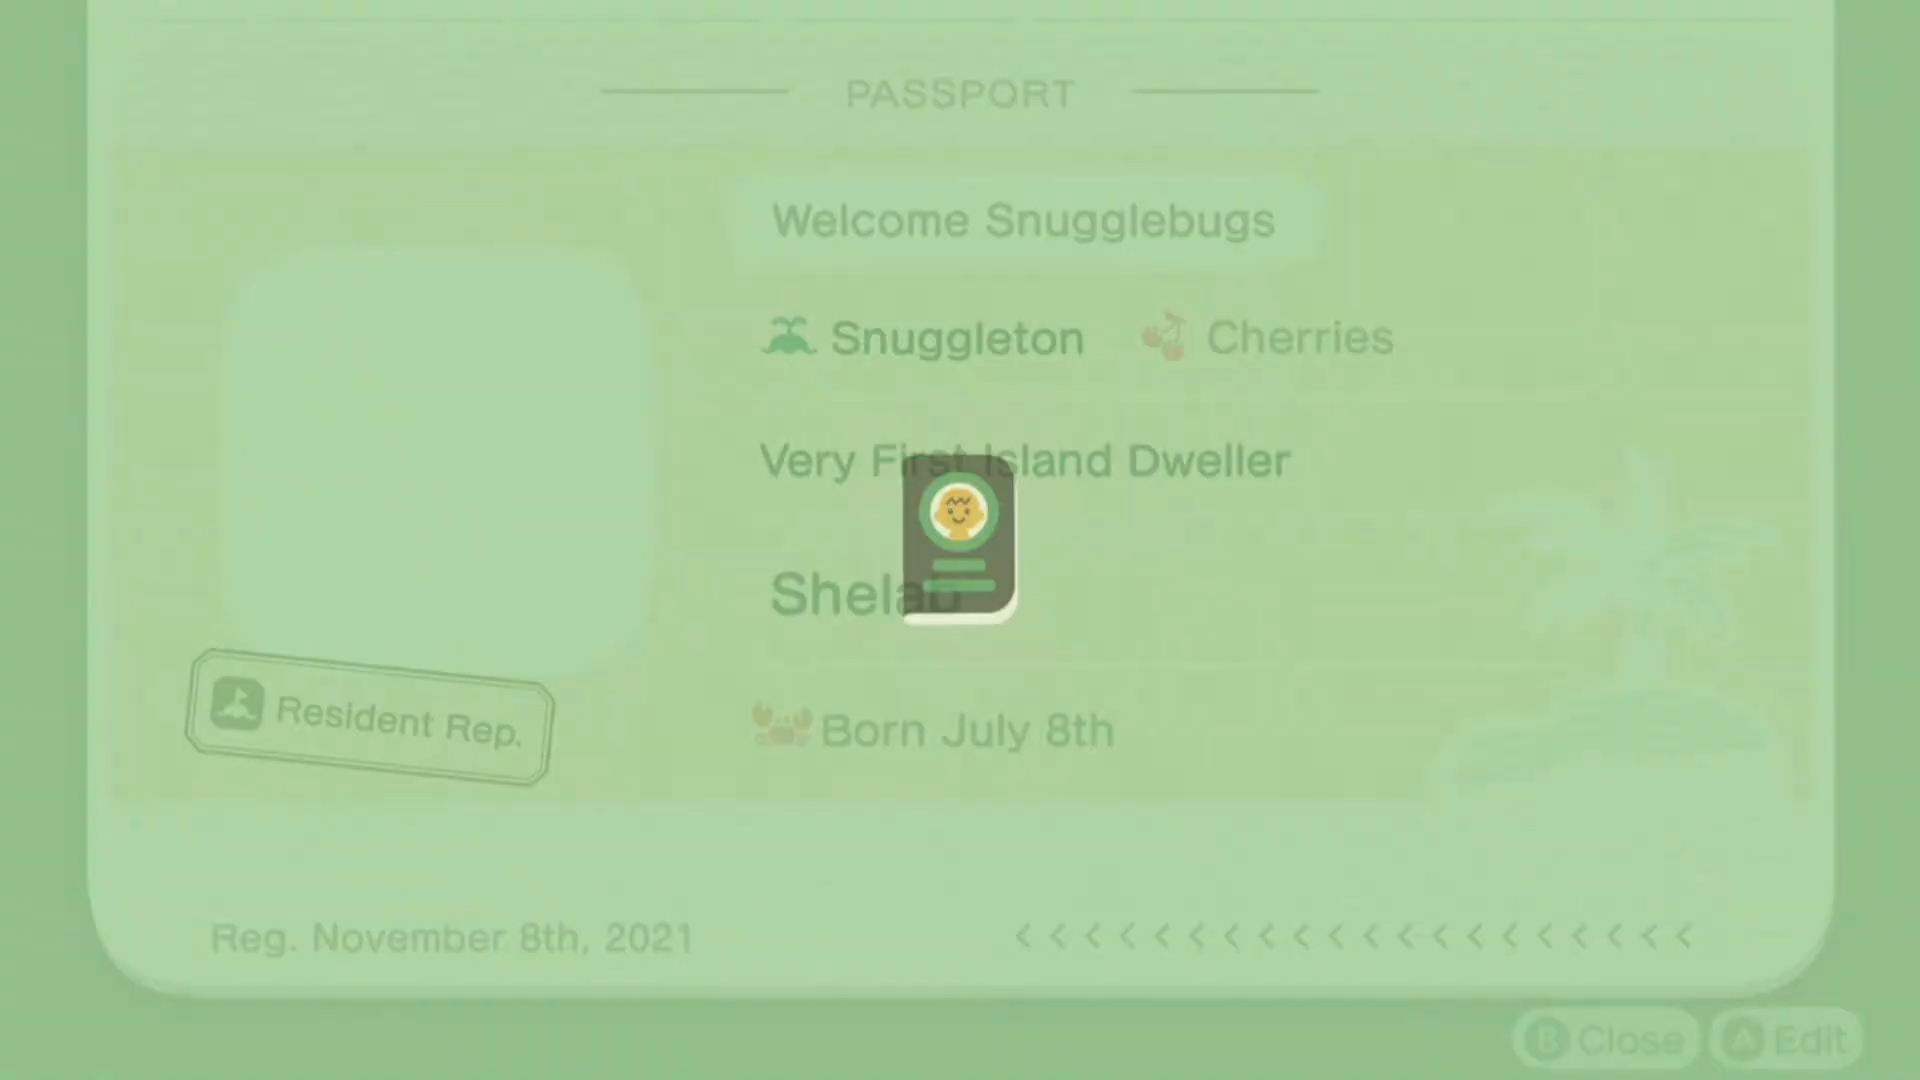 PASSPORT
Welcome Snugglebugs
Snuggleton Cherries
Very First Island Dweller
Resident Rep.
Born July 8th
Reg. November 8th, 2021 < < < < < < < < < < < < < < < < < < < <
B Close A Edit